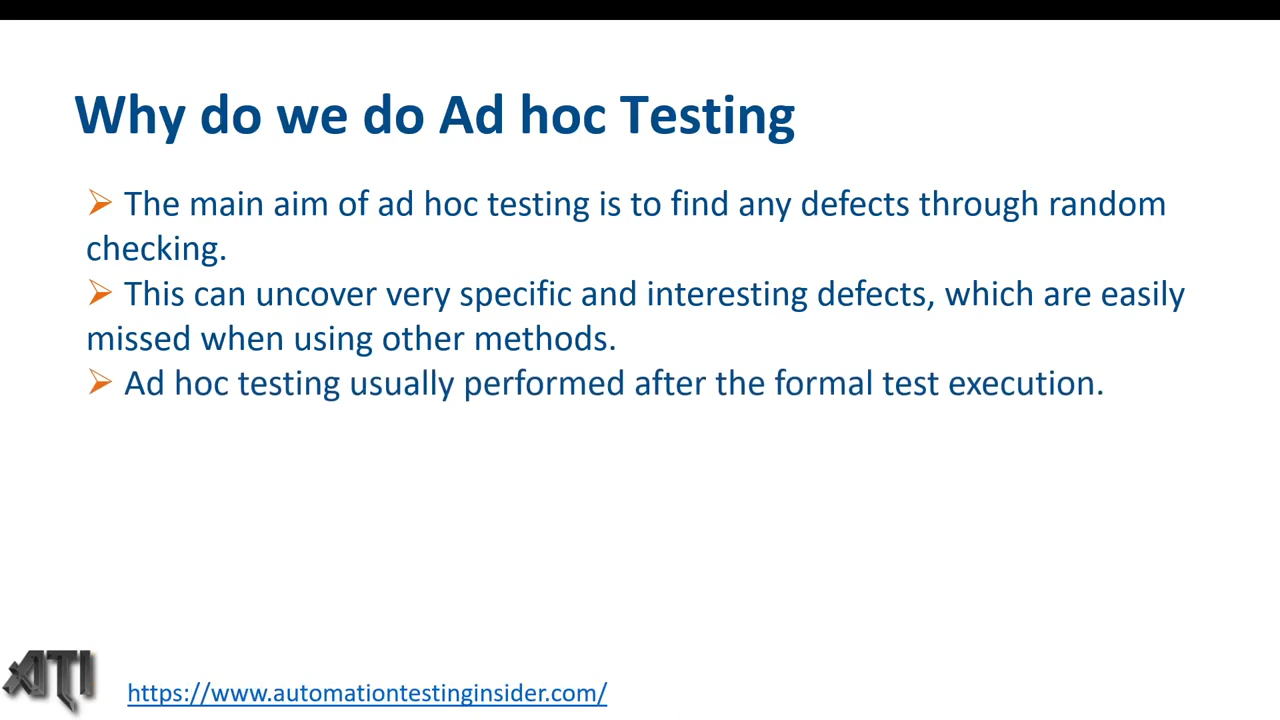 Why do we do Ad hoc Testing
➢ The main aim of ad hoc testing is to find any defects through random
checking.
➢ This can uncover very specific and interesting defects, which are easily
missed when using other methods.
➢ Ad hoc testing usually performed after the formal test execution.
ATI
https://www.automationtestinginsider.com/